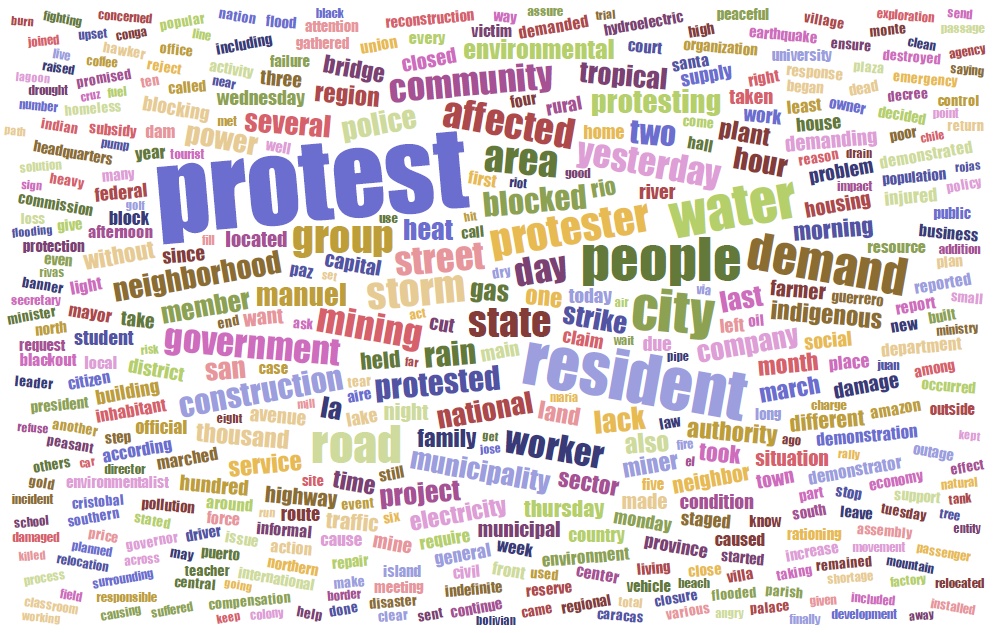 burn fighting concerned popular nation flood black attention reconstruction way assure trial hydroelectric peaceful village exploration send
joined upset conga line including gathered union every victim demanded high earthquake monte clean passage
live hawker office failure bridge closed environmental court santa organization university ensure destroyed agency
raised coffee reject activity three community tropical supply right response plaza emergency saying
lagoon promised ten called near wednesday region protesting taken began dead decree control
drought cruz fuel blocking several police affected four rural work least owner decided point
number homeless met home two come plant house poor chile return
path indian subsidy dam power well area yesterday hall hour demanding demonstrated
headquarters pump year tourist protest first riot good reason drain problem population rojas
solution many blocked rio river water housing impact injured policy
sign heavy federal golf
commission block use hit call protester morning public
loss give afternoon fill located group heat street people demand business
flooding without since resource addition
protection even neighborhood paz capital set dry day via last farmer plan
rivas light storm gas one today air city guerrero reported
banner member manuel act state strike indigenous report small
secretary mayor take end want ask mining cut left oil new built ministry
minister north student government claim wait due company social department
request risk held rain main pipe month place juan among
blackout local district san case lar resident
leader citizen building construction tear aire protested maria march damage occurred
president inhabitant eight mill la lake night national land long charge
refuse another step official avenue lack law different amazon outside
peasant according thousand road family get worker also authority ago demonstration kept
others car director marched jose fire rally outage
gold environmentalist service site time still municipality sector miner el took situation demonstrator effect
incident cristobal hundred highway event project five neighbor town economy natural
school southern pollution around route traffic six electricity thursday made condition part stop support tank
damaged stated force run informal municipal monday staged know south leave tuesday tree
killed price governor driver issue cause mine require country province caused rationing assembly entity
planned across may puerto action northern repair general week environment started increase movement passenger
process relocation teacher international island civil front used center living close villa taking remained mountain
surrounding central going make meeting indefinite reserve vehicle beach shortage factory relocated
field responsible compensation border disaster closure flooded parish given included
classroom causing suffered keep colony help done clear sent continue came regional total various angry palace development installed
working bolivian caracas finally away